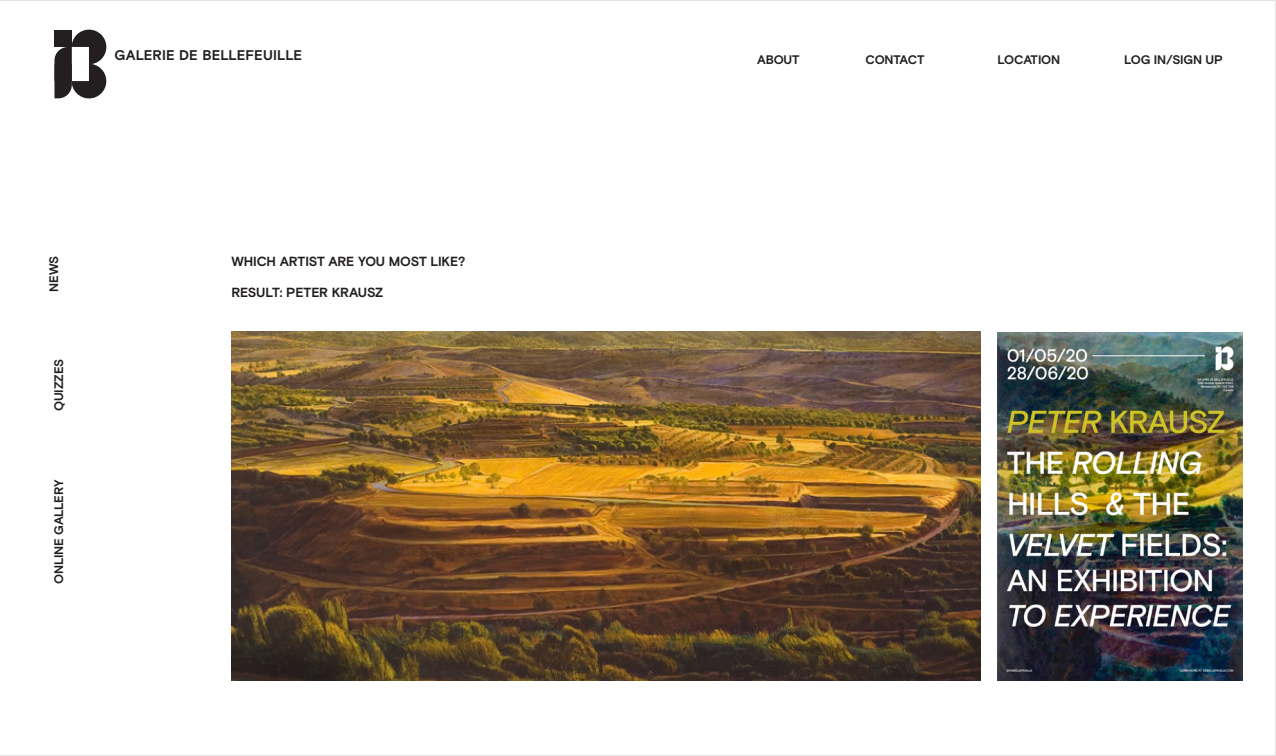 GALERIE DE BELLEFEUILLE
ABOUT
CONTACT
LOCATION
LOG IN/SIGN UP
NEWS
QUIZZES
ONLINE GALLERY
WHICH ARTIST ARE YOU MOST LIKE?
RESULT: PETER KRAUSZ
01/05/20
28/06/20
PETER KRAUSZ
THE ROLLING
HILLS & THE
VELVET FIELDS:
AN EXHIBITION
TO EXPERIENCE